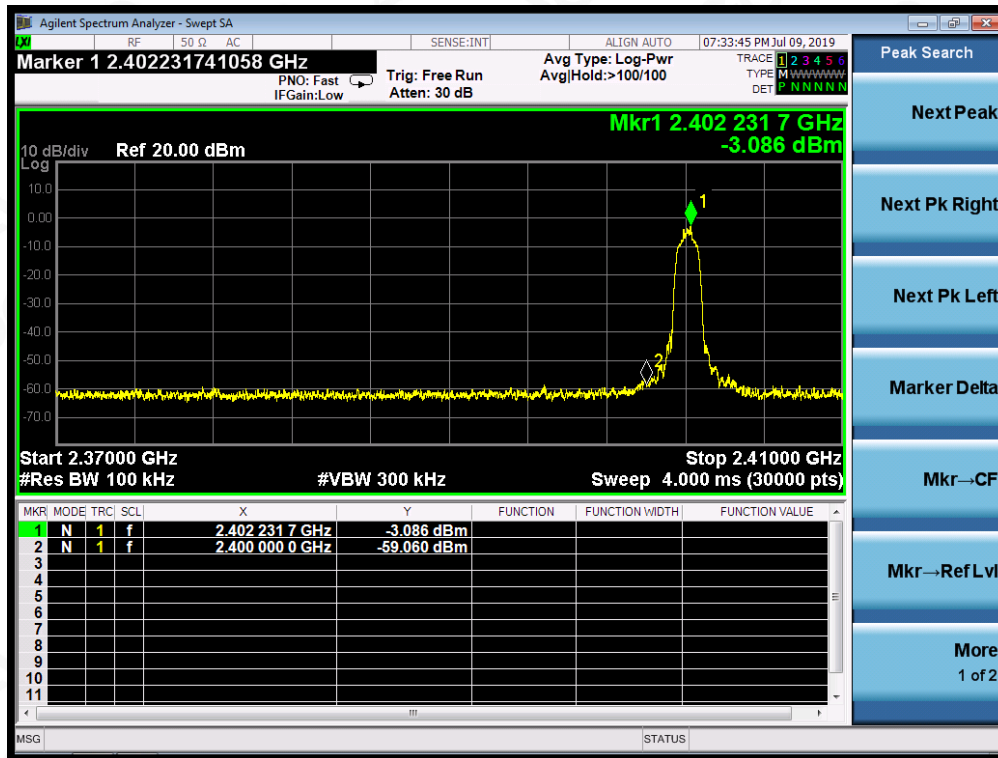 Agilent Spectrum Analyzer - Swept SA
LXI RF 50 Ω AC SENSE:INT ALIGN AUTO 07:33:45 PM Jul 09, 2019
Marker 1 2.402231741058 GHz
PNO: Fast
IFGain:Low
Trig: Free Run
Atten: 30 dB
Avg Type: Log-Pwr
Avg|Hold:>100/100
TRACE 1 2 3 4 5 6
TYPE M WWWWW
DET P N N N N N
Peak Search
Next Peak
Next Pk Right
Next Pk Left
Marker Delta
Mkr→CF
Mkr→Ref Lvl
More
1 of 2
Mkr1 2.402 231 7 GHz
-3.086 dBm
10 dB/div Ref 20.00 dBm
Log
10.0
0.00
-10.0
-20.0
-30.0
-40.0
-50.0
-60.0
-70.0
1
2
Start 2.37000 GHz Stop 2.41000 GHz
#Res BW 100 kHz #VBW 300 kHz Sweep 4.000 ms (30000 pts)
MKR MODE TRC SCL X Y FUNCTION FUNCTION WIDTH FUNCTION VALUE
1 N 1 f 2.402 231 7 GHz -3.086 dBm
2 N 1 f 2.400 000 0 GHz -59.060 dBm
3
4
5
6
7
8
9
10
11
MSG STATUS